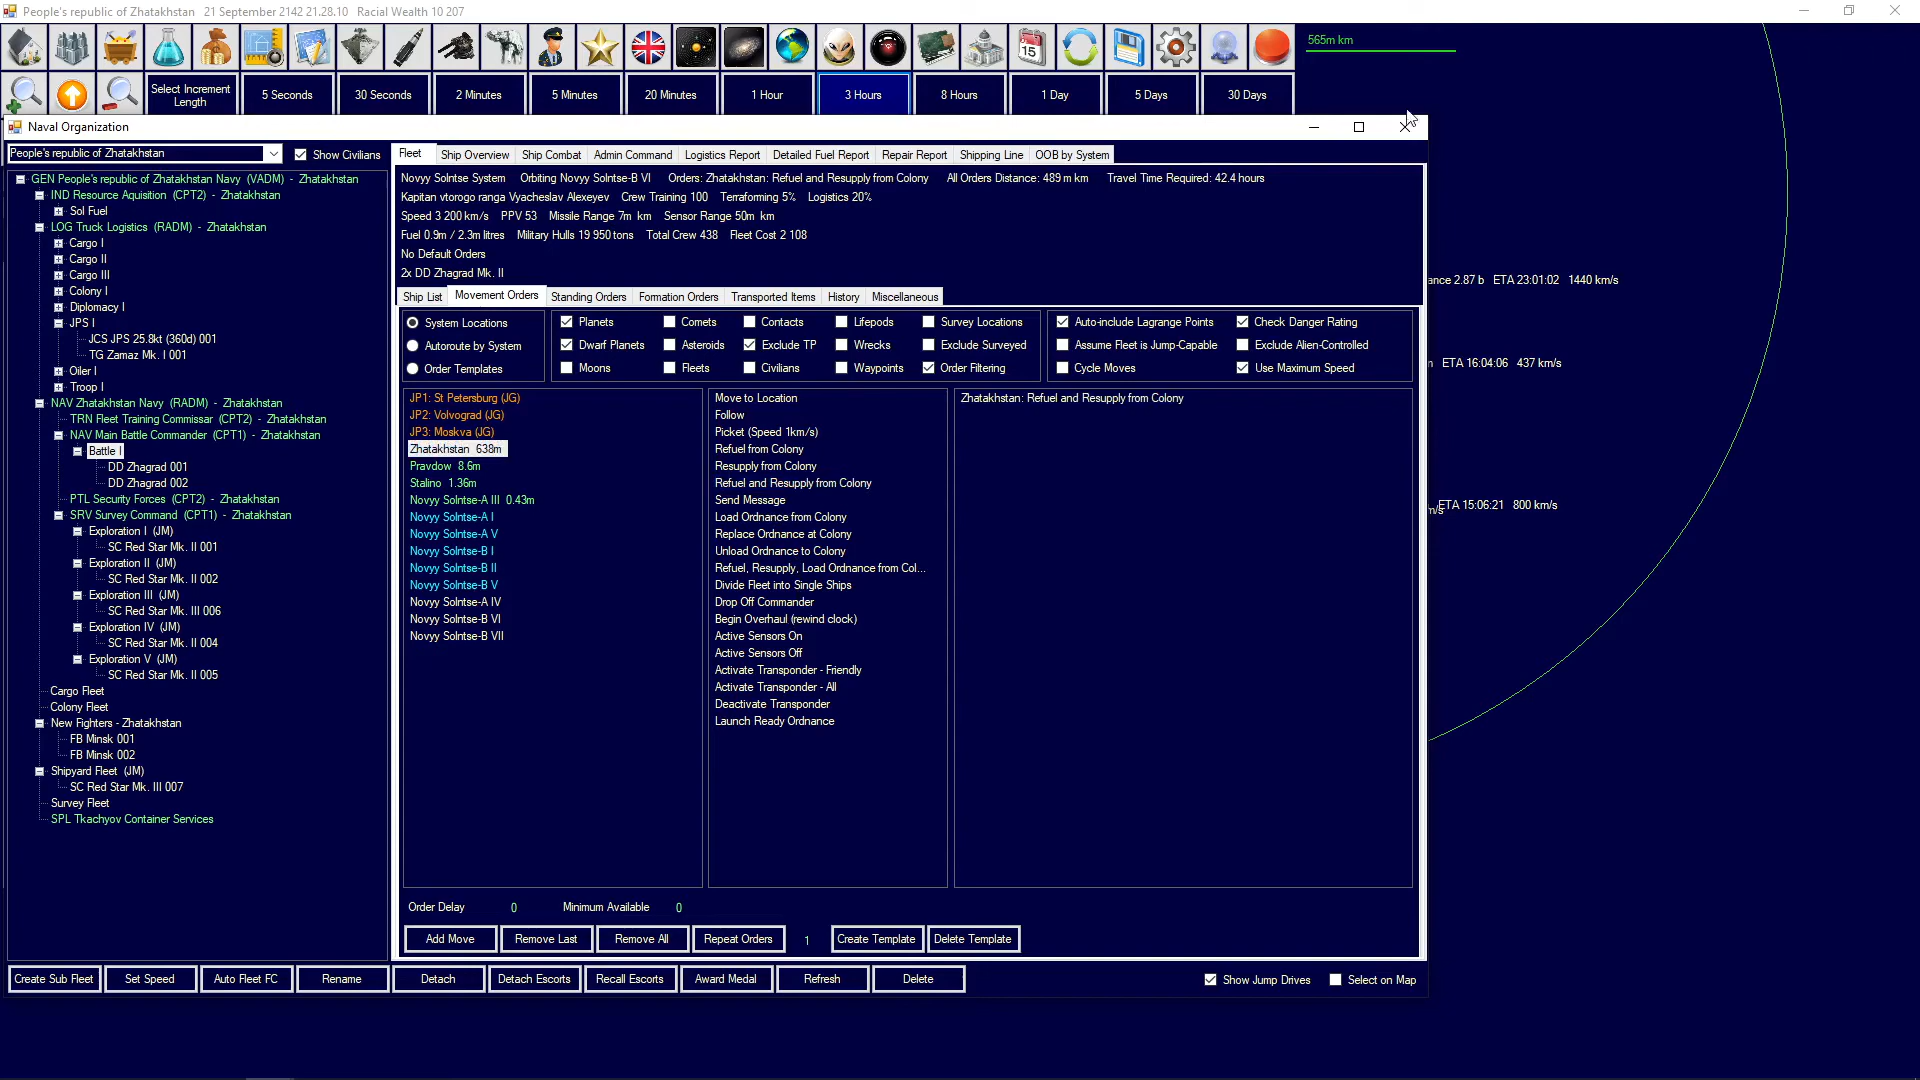 People's republic of Zhatakhstan   21 September 2142 21.28.10   Racial Wealth 10 207
565m km
Select Increment Length
5 Seconds
30 Seconds
2 Minutes
5 Minutes
20 Minutes
1 Hour
3 Hours
8 Hours
1 Day
5 Days
30 Days
Naval Organization
People's republic of Zhatakhstan
Show Civilians
GEN People's republic of Zhatakhstan Navy (VADM) - Zhatakhstan
IND Resource Aquisition (CPT2) - Zhatakhstan
Sol Fuel
LOG Truck Logistics (RADM) - Zhatakhstan
Cargo I
Cargo II
Cargo III
Colony I
Diplomacy I
JPS I
JCS JPS 25.8kt (360d) 001
TG Zamaz Mk. I 001
Oiler I
Troop I
NAV Zhatakhstan Navy (RADM) - Zhatakhstan
TRN Fleet Training Commissar (CPT2) - Zhatakhstan
NAV Main Battle Commander (CPT1) - Zhatakhstan
Battle I
DD Zhagrad 001
DD Zhagrad 002
PTL Security Forces (CPT2) - Zhatakhstan
SRV Survey Command (CPT1) - Zhatakhstan
Exploration I (JM)
SC Red Star Mk. II 001
Exploration II (JM)
SC Red Star Mk. II 002
Exploration III (JM)
SC Red Star Mk. III 006
Exploration IV (JM)
SC Red Star Mk. II 004
Exploration V (JM)
SC Red Star Mk. II 005
Cargo Fleet
Colony Fleet
New Fighters - Zhatakhstan
FB Minsk 001
FB Minsk 002
Shipyard Fleet (JM)
SC Red Star Mk. III 007
Survey Fleet
SPL Tkachyov Container Services
Fleet
Ship Overview
Ship Combat
Admin Command
Logistics Report
Detailed Fuel Report
Repair Report
Shipping Line
OOB by System
Novyy Solntse System   Orbiting Novyy Solntse-B VI   Orders: Zhatakhstan: Refuel and Resupply from Colony   All Orders Distance: 489 m km   Travel Time Required: 42.4 hours
Kapitan vtorogo ranga Vyacheslav Alexeyev   Crew Training 100   Terraforming 5%   Logistics 20%
Speed 3 200 km/s   PPV 53   Missile Range 7m km   Sensor Range 50m km
Fuel 0.9m / 2.3m litres   Military Hulls 19 950 tons   Total Crew 438   Fleet Cost 2 108
No Default Orders
2x DD Zhagrad Mk. II
Ship List
Movement Orders
Standing Orders
Formation Orders
Transported Items
History
Miscellaneous
System Locations
Autoroute by System
Order Templates
Planets
Comets
Contacts
Lifepods
Survey Locations
Dwarf Planets
Asteroids
Exclude TP
Wrecks
Exclude Surveyed
Moons
Fleets
Civilians
Waypoints
Order Filtering
Auto-include Lagrange Points
Check Danger Rating
Assume Fleet is Jump-Capable
Exclude Alien-Controlled
Cycle Moves
Use Maximum Speed
JP1: St Petersburg (JG)
JP2: Volvograd (JG)
JP3: Moskva (JG)
Zhatakhstan  638m
Pravdow  8.6m
Stalino  1.36m
Novyy Solntse-A III  0.43m
Novyy Solntse-A I
Novyy Solntse-A V
Novyy Solntse-B I
Novyy Solntse-B II
Novyy Solntse-B V
Novyy Solntse-A IV
Novyy Solntse-B VI
Novyy Solntse-B VII
Move to Location
Follow
Picket (Speed 1km/s)
Refuel from Colony
Resupply from Colony
Refuel and Resupply from Colony
Send Message
Load Ordnance from Colony
Replace Ordnance at Colony
Unload Ordnance to Colony
Refuel, Resupply, Load Ordnance from Col...
Divide Fleet into Single Ships
Drop Off Commander
Begin Overhaul (rewind clock)
Active Sensors On
Active Sensors Off
Activate Transponder - Friendly
Activate Transponder - All
Deactivate Transponder
Launch Ready Ordnance
Zhatakhstan: Refuel and Resupply from Colony
Order Delay   0   Minimum Available   0
Add Move
Remove Last
Remove All
Repeat Orders
1
Create Template
Delete Template
Create Sub Fleet
Set Speed
Auto Fleet FC
Rename
Detach
Detach Escorts
Recall Escorts
Award Medal
Refresh
Delete
Show Jump Drives
Select on Map
ance 2.87 b   ETA 23:01:02   1440 km/s
ETA 16:04:06   437 km/s
ETA 15:06:21   800 km/s